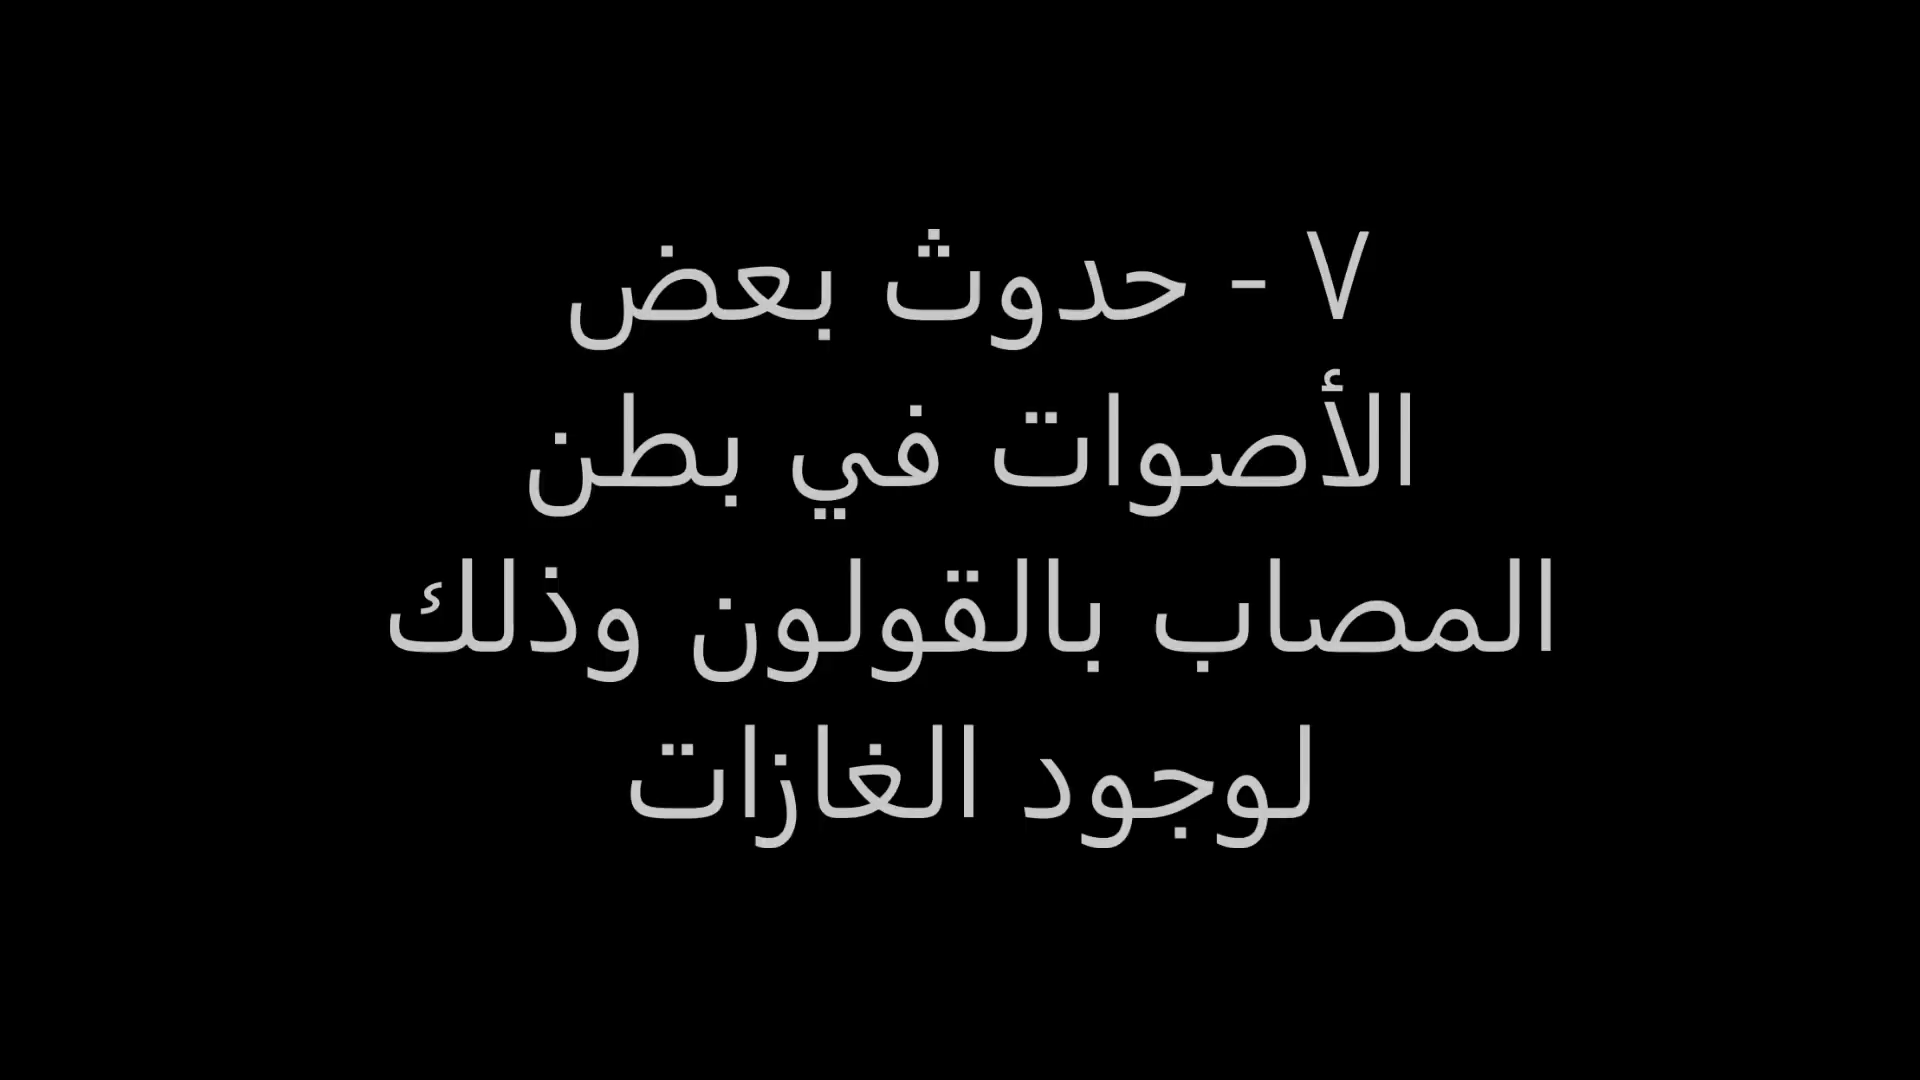 ٧ - حدوث بعض
الأصوات في بطن
المصاب بالقولون وذلك
لوجود الغازات